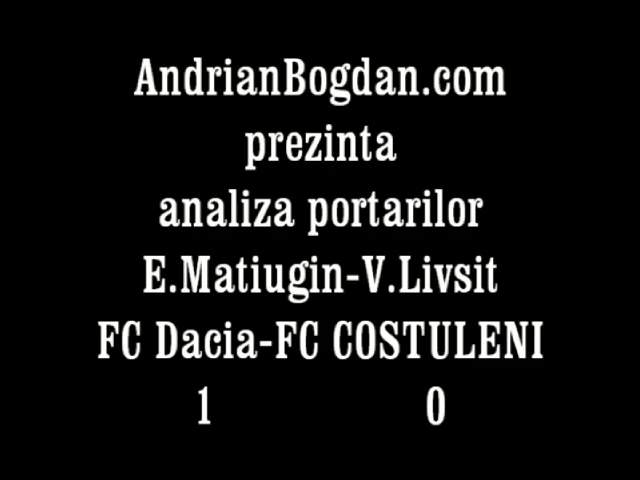 AndrianBogdan.com
prezinta
analiza portarilor
E.Matiugin-V.Livsit
FC Dacia-FC COSTULENI
1 0